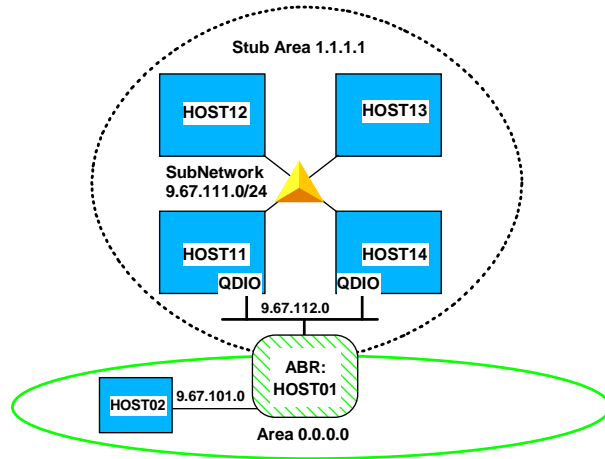 Stub Area 1.1.1.1
HOST12
HOST13
SubNetwork
9.67.111.0/24
HOST11
HOST14
QDIO
QDIO
9.67.112.0
ABR:
HOST01
HOST02
9.67.101.0
Area 0.0.0.0